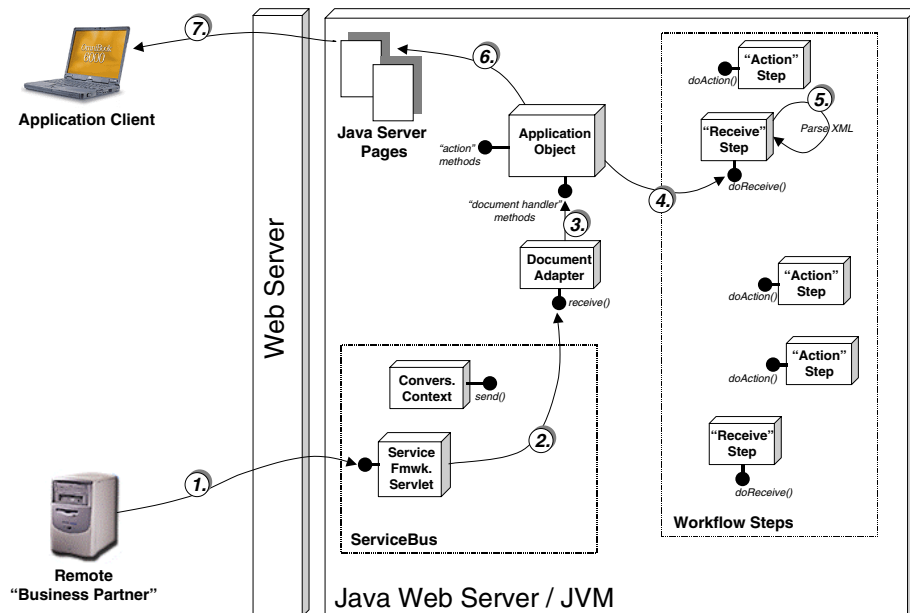 7.
OmniBook
6000
Application Client
Web Server
Java Server
Pages
6.
"action"
methods
Application
Object
"document handler"
methods
3.
4.
Document
Adapter
receive()
"Action"
Step
doAction()
5.
"Receive"
Step
Parse XML
doReceive()
"Action"
Step
doAction()
"Action"
Step
doAction()
"Receive"
Step
doReceive()
Workflow Steps
Convers.
Context
send()
2.
Service
Fmwk.
Servlet
ServiceBus
1.
Remote
"Business Partner"
Java Web Server / JVM